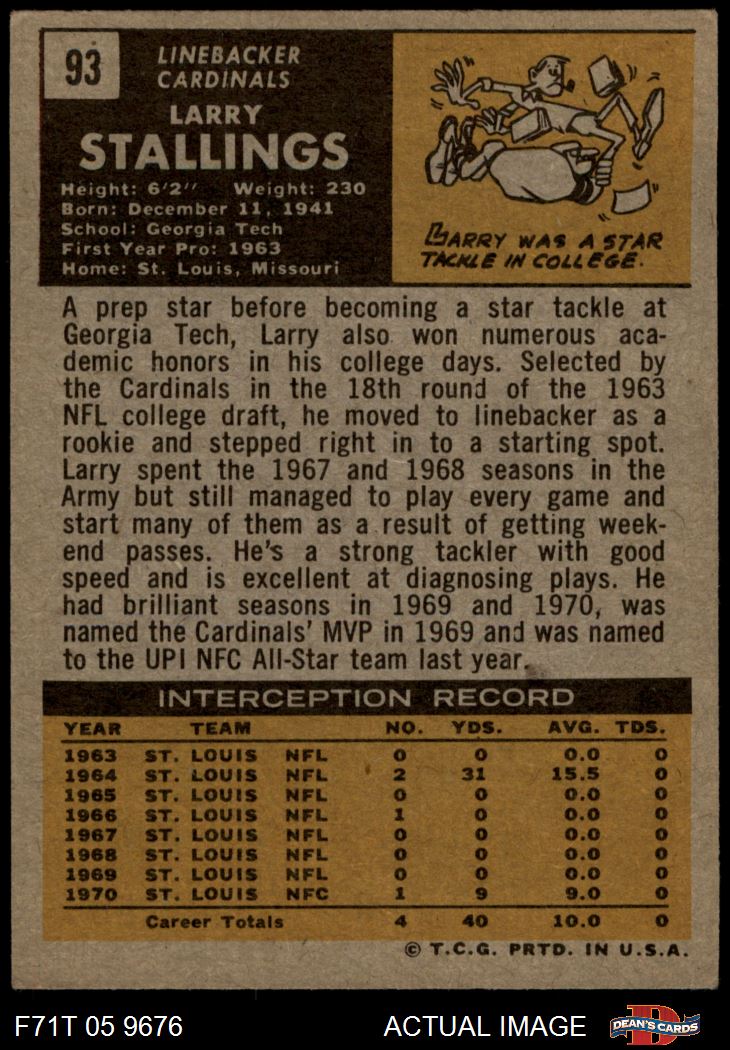 93
LINEBACKER
CARDINALS
LARRY
STALLINGS
Height: 6'2" Weight: 230
Born: December 11, 1941
School: Georgia Tech
First Year Pro: 1963
Home: St. Louis, Missouri
LARRY WAS A STAR
TACKLE IN COLLEGE.
A prep star before becoming a star tackle at
Georgia Tech, Larry also won numerous aca-
demic honors in his college days. Selected by
the Cardinals in the 18th round of the 1963
NFL college draft, he moved to linebacker as a
rookie and stepped right in to a starting spot.
Larry spent the 1967 and 1968 seasons in the
Army but still managed to play every game and
start many of them as a result of getting week-
end passes. He's a strong tackler with good
speed and is excellent at diagnosing plays. He
had brilliant seasons in 1969 and 1970, was
named the Cardinals' MVP in 1969 and was named
to the UPI NFC All-Star team last year.
INTERCEPTION RECORD
YEAR TEAM NO. YDS. AVG. TDS.
1963 ST. LOUIS NFL 0 0 0.0 0
1964 ST. LOUIS NFL 2 31 15.5 0
1965 ST. LOUIS NFL 0 0 0.0 0
1966 ST. LOUIS NFL 1 0 0.0 0
1967 ST. LOUIS NFL 0 0 0.0 0
1968 ST. LOUIS NFL 0 0 0.0 0
1969 ST. LOUIS NFL 0 0 0.0 0
1970 ST. LOUIS NFC 1 9 9.0 0
Career Totals 4 40 10.0 0
© T.C.G. PRTD. IN U.S.A.
F71T 05 9676 ACTUAL IMAGE
D
DEAN'S CARDS